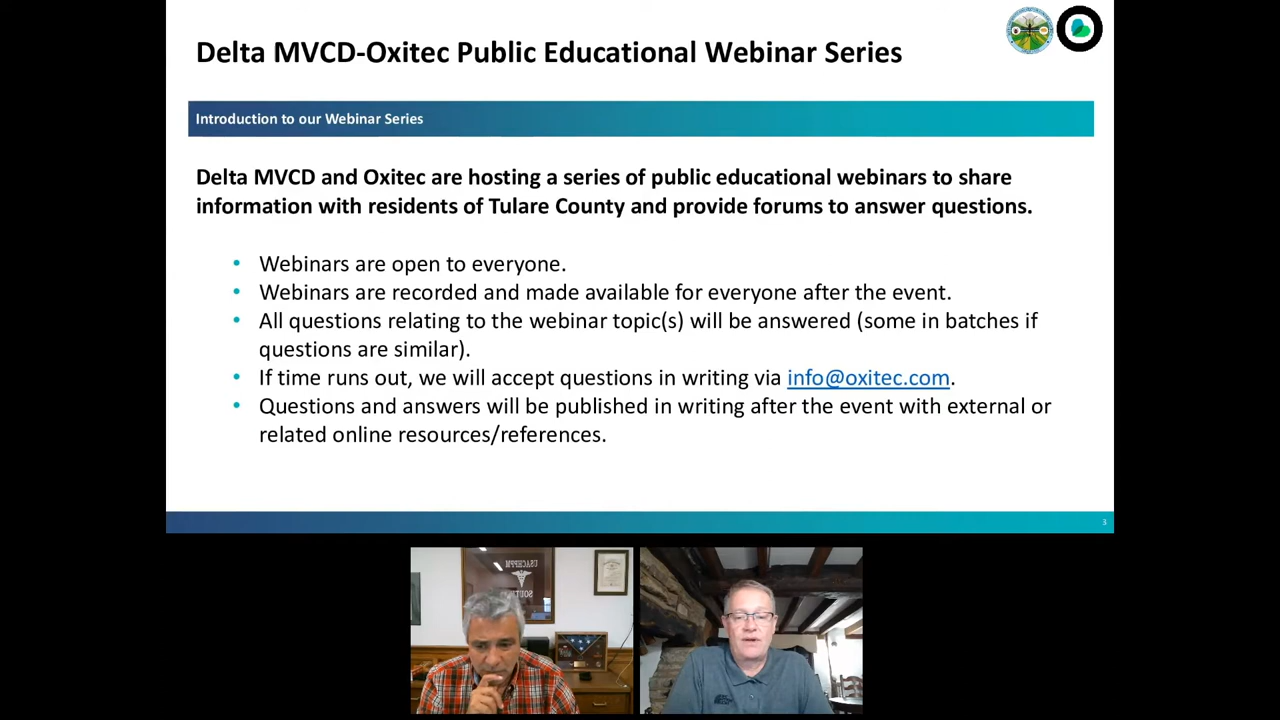 Delta MVCD-Oxitec Public Educational Webinar Series
Introduction to our Webinar Series
Delta MVCD and Oxitec are hosting a series of public educational webinars to share
information with residents of Tulare County and provide forums to answer questions.
• Webinars are open to everyone.
• Webinars are recorded and made available for everyone after the event.
• All questions relating to the webinar topic(s) will be answered (some in batches if
questions are similar).
• If time runs out, we will accept questions in writing via info@oxitec.com.
• Questions and answers will be published in writing after the event with external or
related online resources/references.
3
USACHPPM
SOUTH